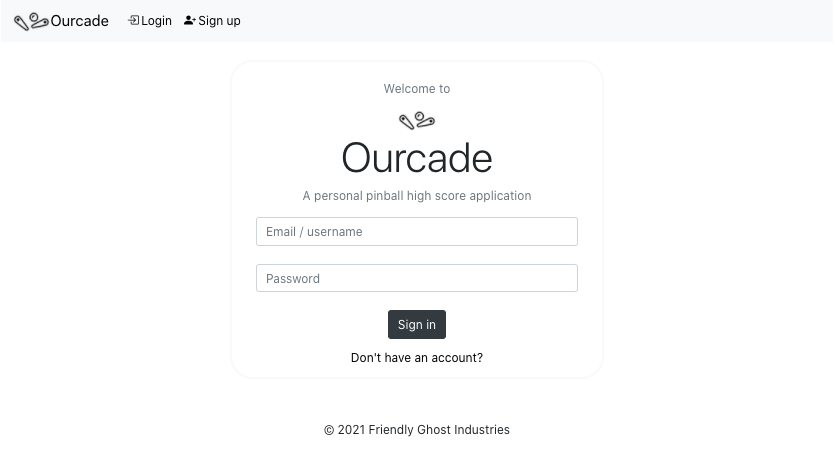 Ourcade Login Sign up
Welcome to
Ourcade
A personal pinball high score application
Email / username
Password
Sign in
Don't have an account?
© 2021 Friendly Ghost Industries